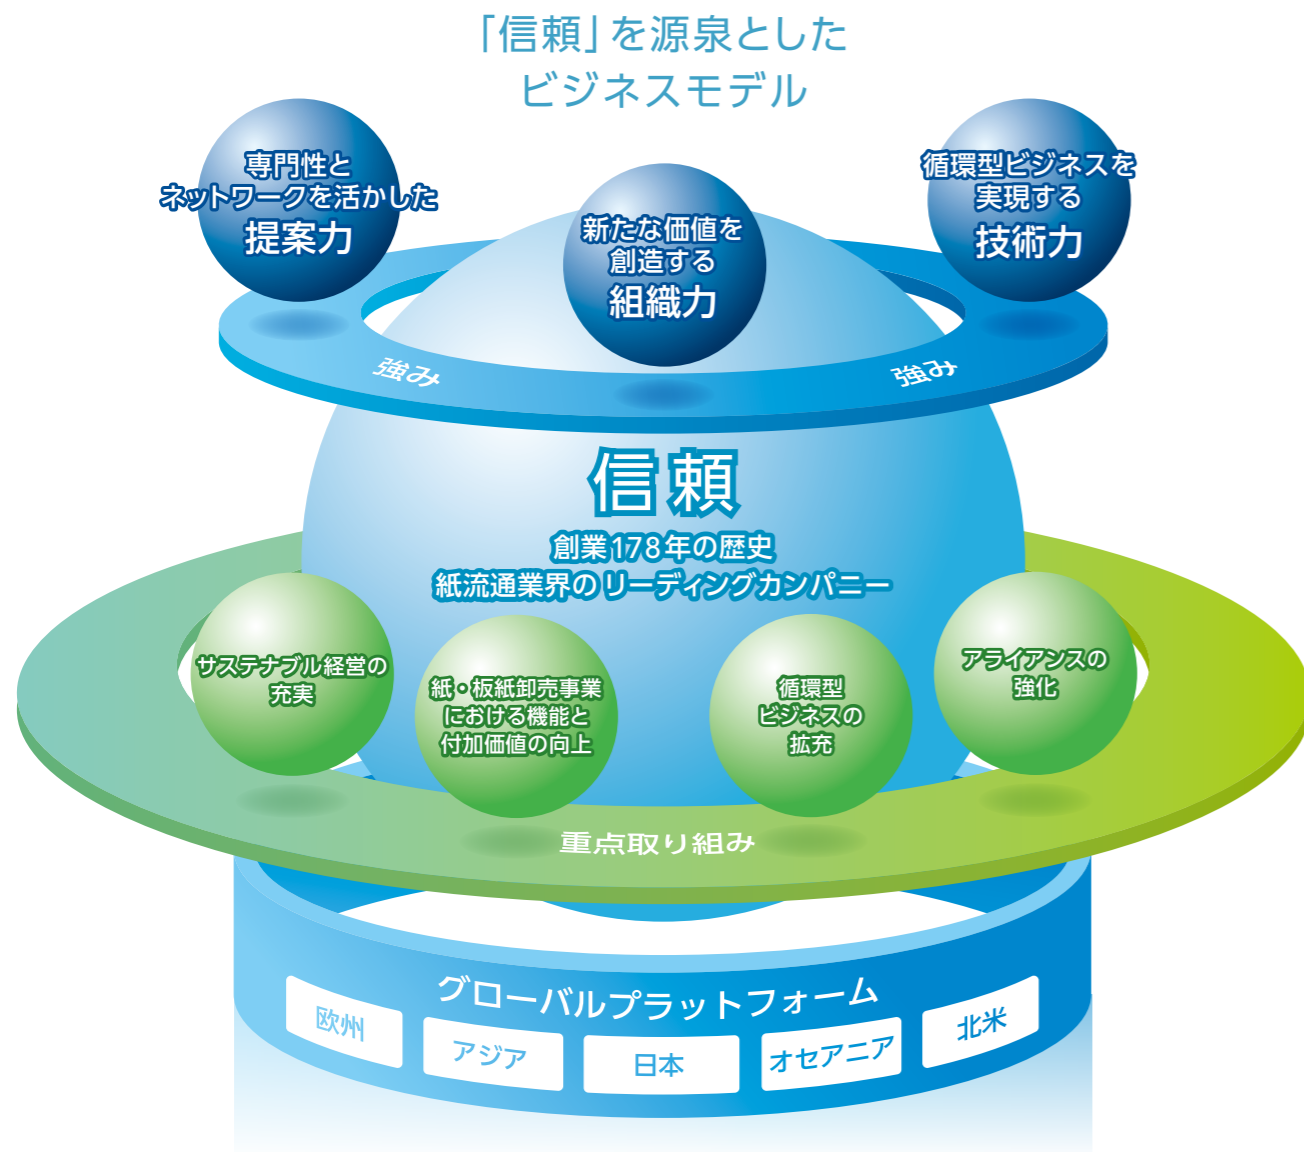 「信頼」を源泉とした
ビジネスモデル
専門性と
ネットワークを活かした
提案力
新たな価値を
創造する
組織力
循環型ビジネスを
実現する
技術力
強み
強み
信頼
創業178年の歴史
紙流通業界のリーディングカンパニー
サステナブル経営の
充実
紙・板紙卸売事業
における機能と
付加価値の向上
循環型
ビジネスの
拡充
アライアンスの
強化
重点取り組み
グローバルプラットフォーム
欧州
アジア
日本
オセアニア
北米